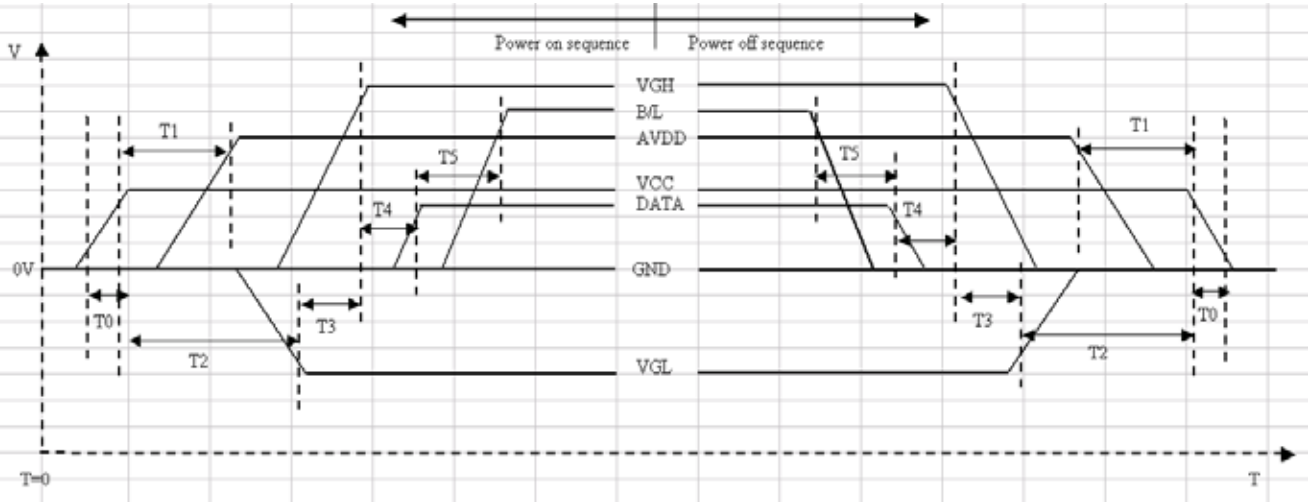 Power on sequence Power off sequence
V
VGH
B/L
T1 AVDD T1
T5 T5
VCC
T4 DATA T4
0V GND
T0 T3 T3 T0
T2 VGL T2
T=0 T